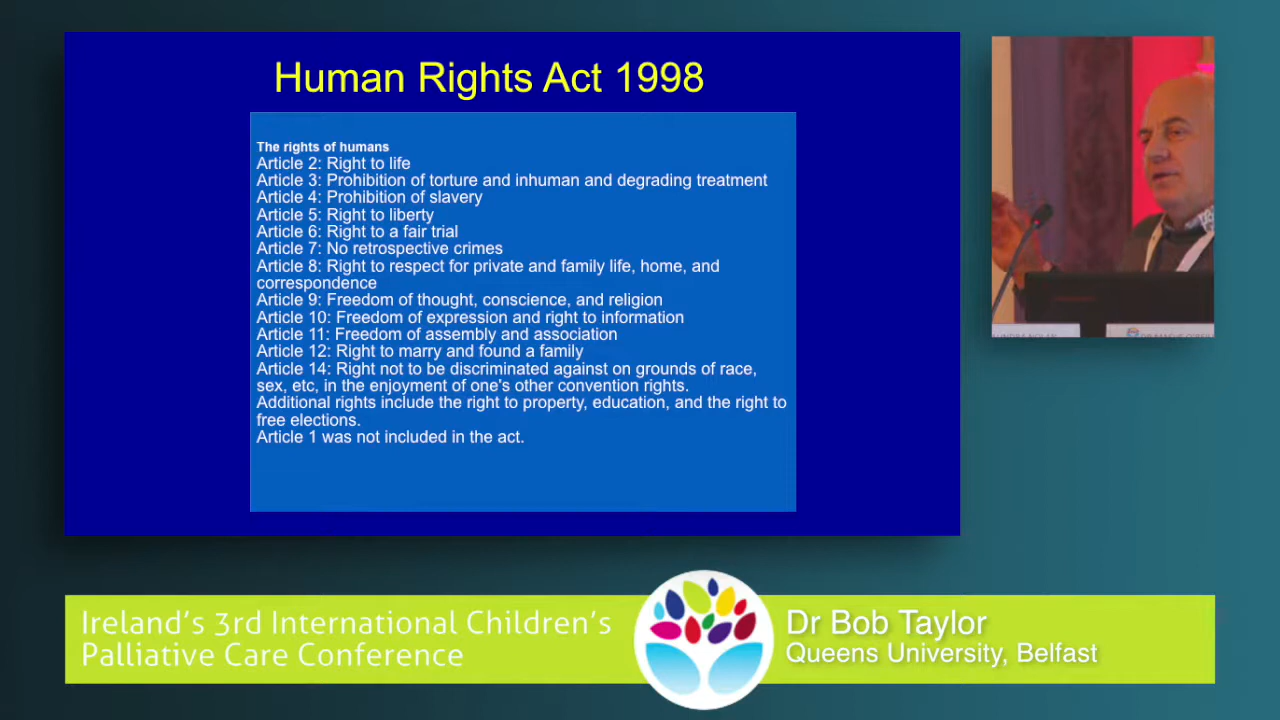 Human Rights Act 1998
The rights of humans
Article 2: Right to life
Article 3: Prohibition of torture and inhuman and degrading treatment
Article 4: Prohibition of slavery
Article 5: Right to liberty
Article 6: Right to a fair trial
Article 7: No retrospective crimes
Article 8: Right to respect for private and family life, home, and
correspondence
Article 9: Freedom of thought, conscience, and religion
Article 10: Freedom of expression and right to information
Article 11: Freedom of assembly and association
Article 12: Right to marry and found a family
Article 14: Right not to be discriminated against on grounds of race,
sex, etc, in the enjoyment of one's other convention rights.
Additional rights include the right to property, education, and the right to
free elections.
Article 1 was not included in the act.
Ireland's 3rd International Children's
Palliative Care Conference
Dr Bob Taylor
Queens University, Belfast